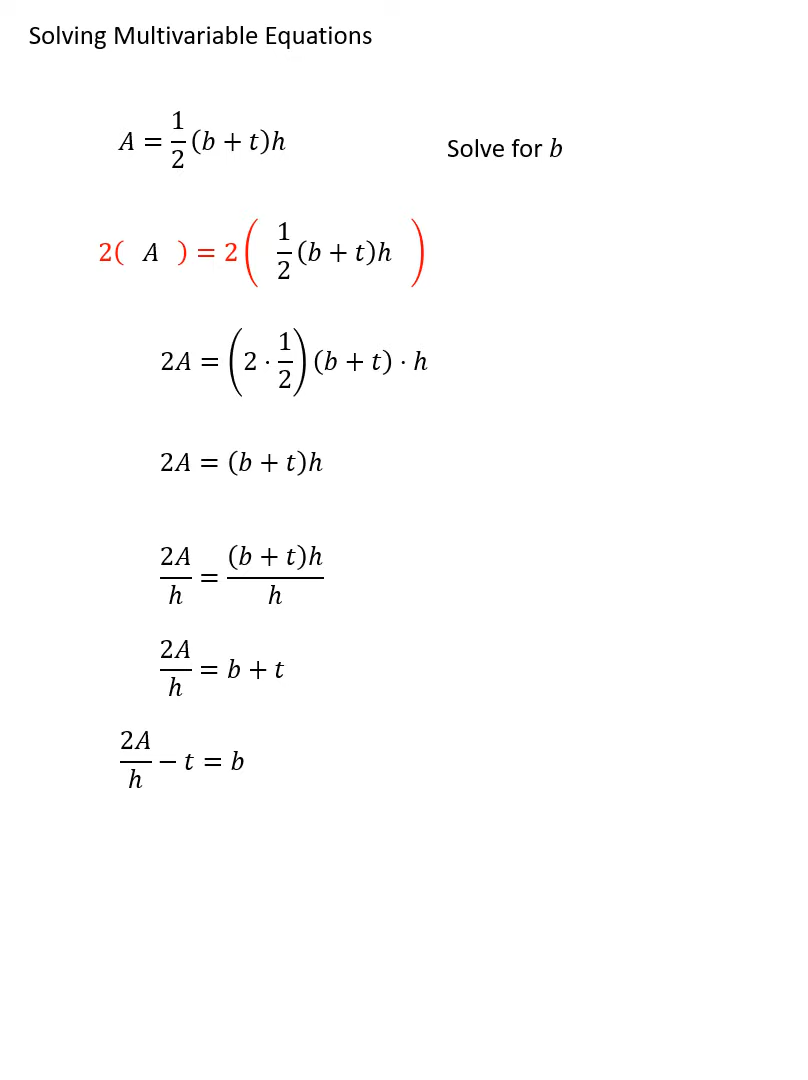 Solving Multivariable Equations
A = 1/2 (b + t)h Solve for b
2( A ) = 2( 1/2 (b + t)h )
2A = (2 · 1/2)(b + t) · h
2A = (b + t)h
2A/h = (b + t)h/h
2A/h = b + t
2A/h − t = b